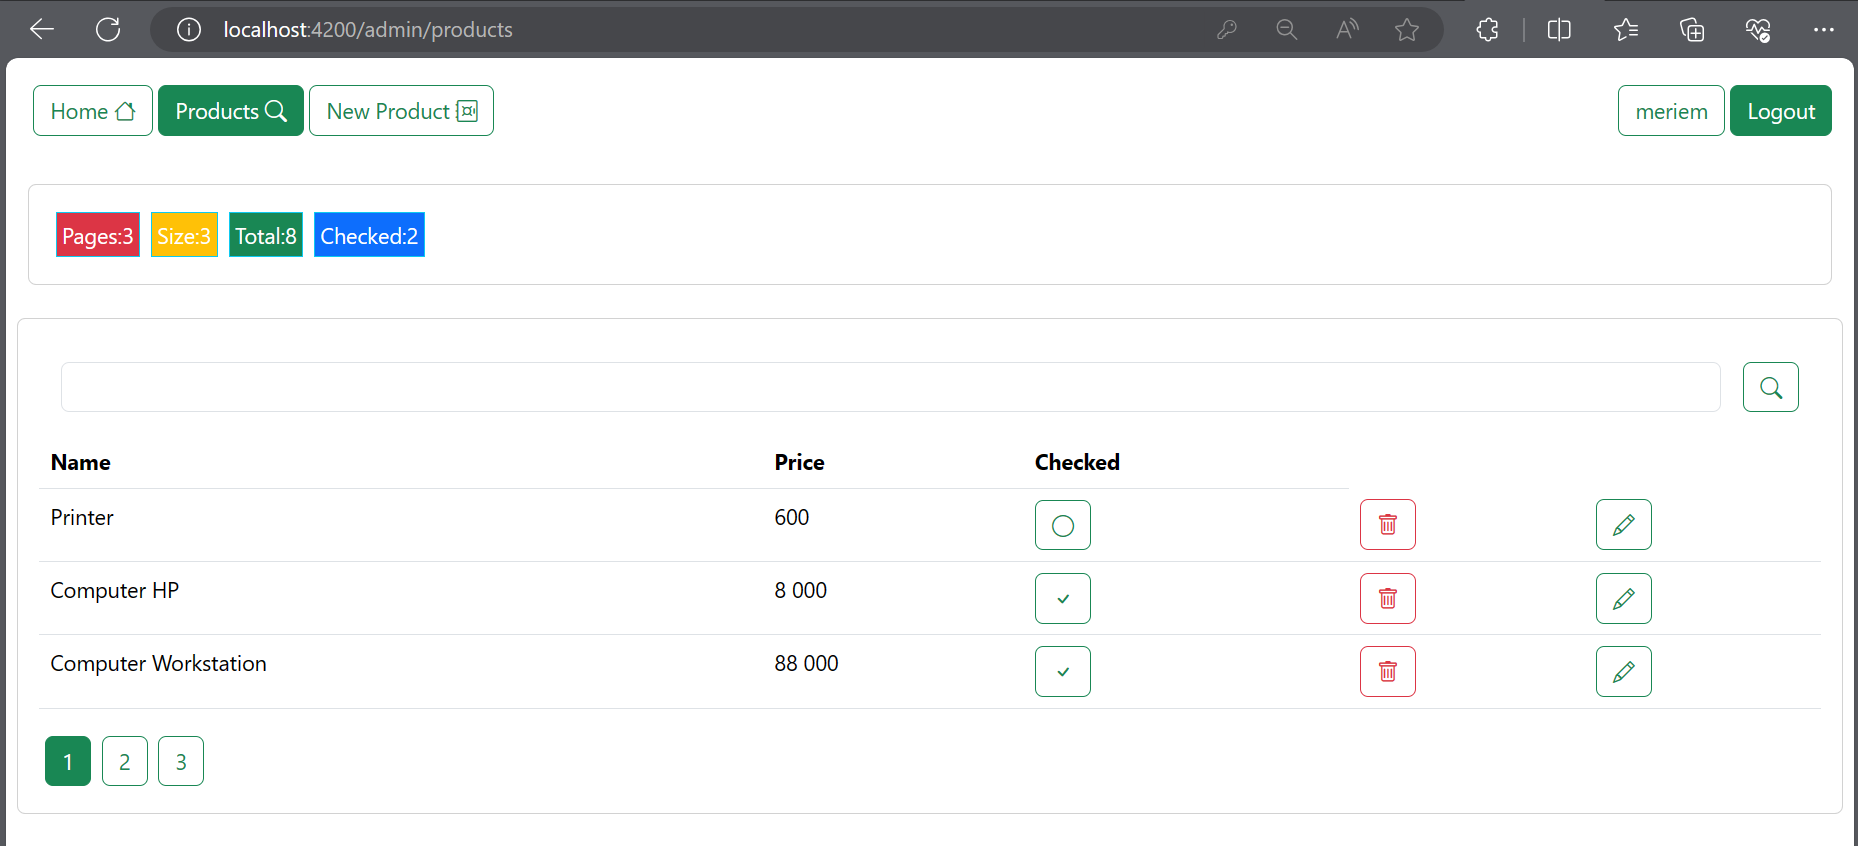 localhost:4200/admin/products
Home Products New Product meriem Logout
Pages:3 Size:3 Total:8 Checked:2
Name Price Checked
Printer 600
Computer HP 8 000
Computer Workstation 88 000
1 2 3